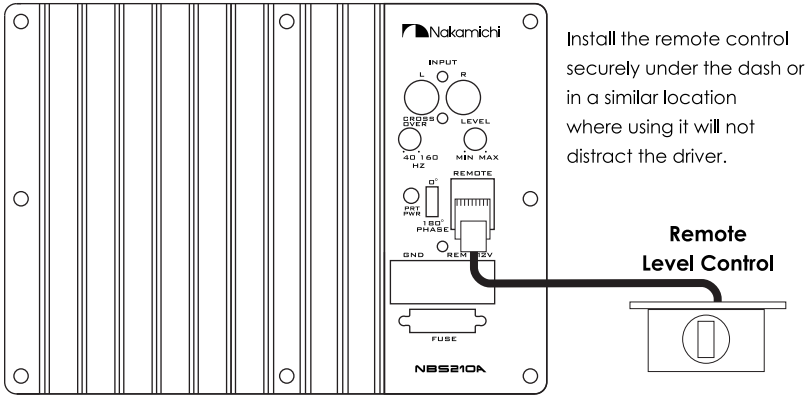 Nakamichi
INPUT
L R
CROSS OVER
LEVEL
40 160
HZ
MIN MAX
REMOTE
0°
PRT
PWR
180°
PHASE
GND
REM
12V
FUSE
NBS210A
Install the remote control
securely under the dash or
in a similar location
where using it will not
distract the driver.
Remote
Level Control